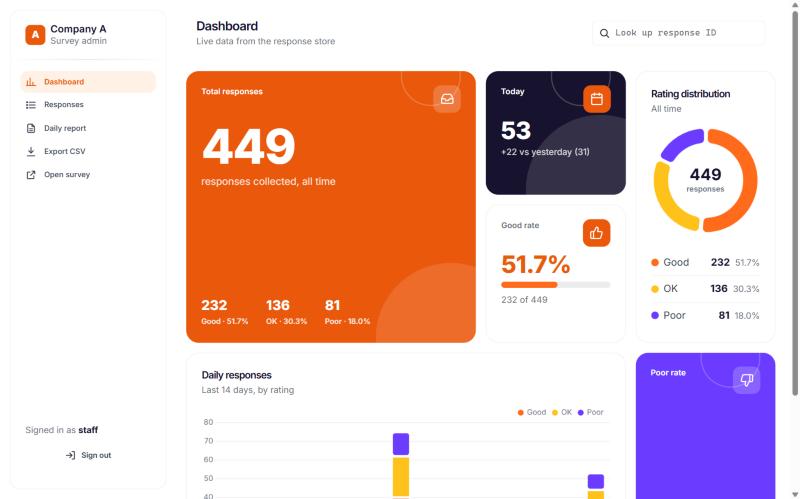 A
Company A
Survey admin
Dashboard
Responses
Daily report
Export CSV
Open survey
Signed in as staff
Sign out
Dashboard
Live data from the response store
Look up response ID
Total responses
449
responses collected, all time
232
Good · 51.7%
136
OK · 30.3%
81
Poor · 18.0%
Today
53
+22 vs yesterday (31)
Good rate
51.7%
232 of 449
Rating distribution
All time
449
responses
Good 232 51.7%
OK 136 30.3%
Poor 81 18.0%
Daily responses
Last 14 days, by rating
Good OK Poor
80
70
60
50
40
Poor rate